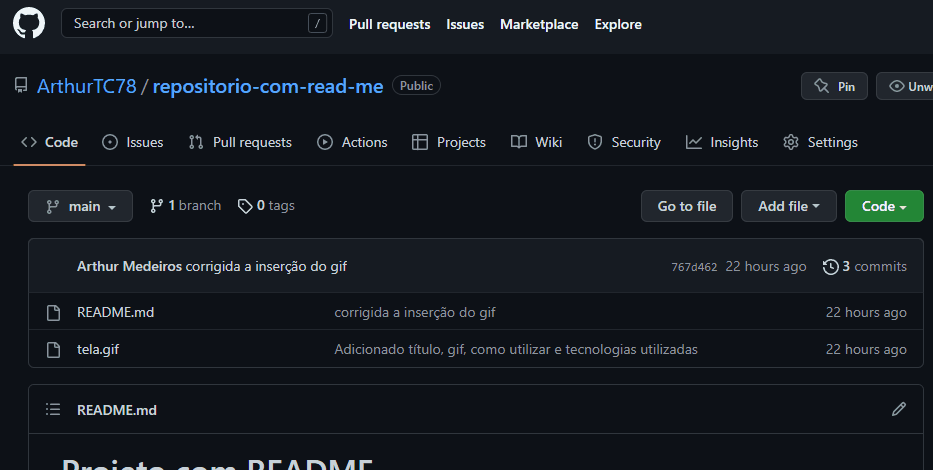 Search or jump to... / Pull requests Issues Marketplace Explore
ArthurTC78 / repositorio-com-read-me Public Pin Unw
Code Issues Pull requests Actions Projects Wiki Security Insights Settings
main 1 branch 0 tags Go to file Add file Code
Arthur Medeiros corrigida a inserção do gif 767d462 22 hours ago 3 commits
README.md corrigida a inserção do gif 22 hours ago
tela.gif Adicionado título, gif, como utilizar e tecnologias utilizadas 22 hours ago
README.md
Projeto com README